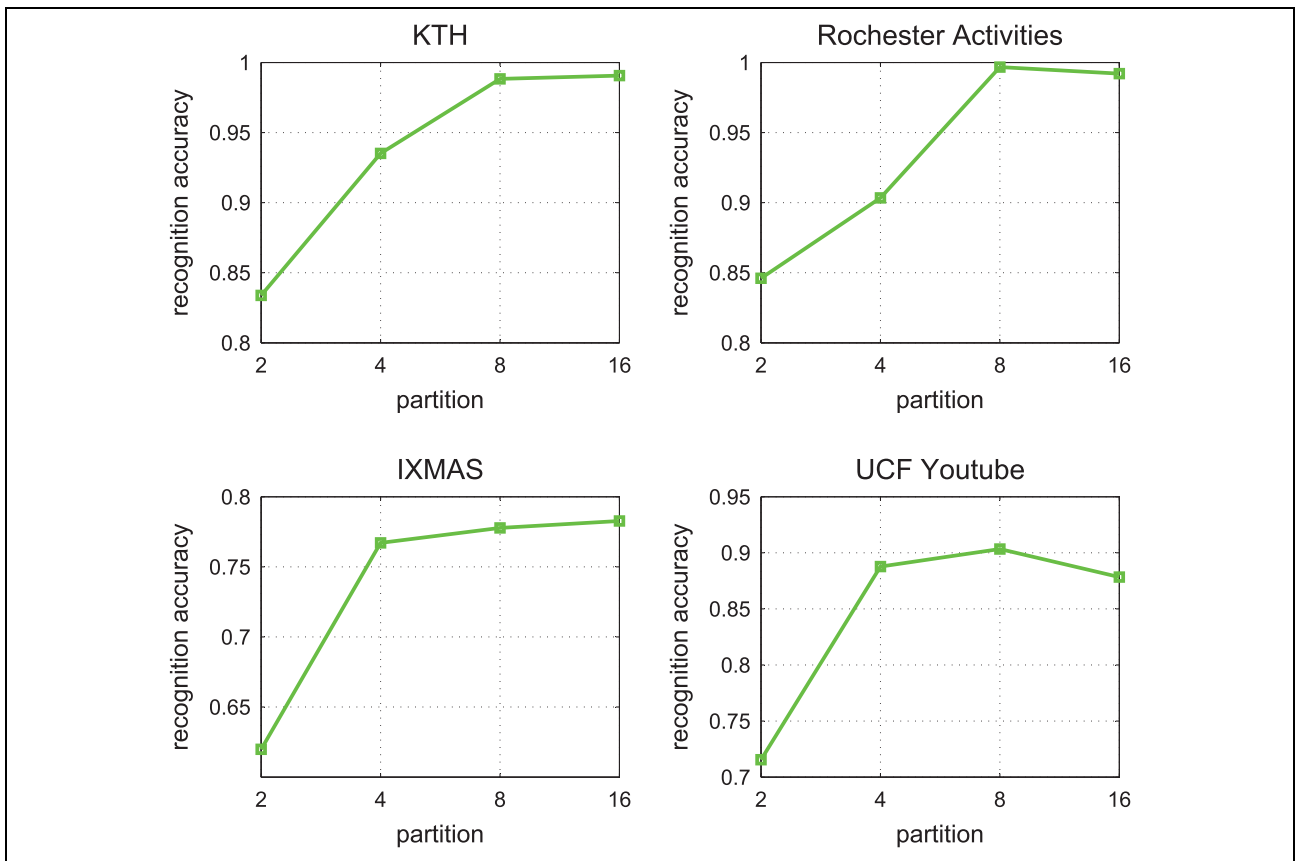 KTH
1
0.95
0.9
0.85
0.8
recognition accuracy
2 4 8 16
partition
Rochester Activities
1
0.95
0.9
0.85
0.8
recognition accuracy
2 4 8 16
partition
IXMAS
0.8
0.75
0.7
0.65
recognition accuracy
2 4 8 16
partition
UCF Youtube
0.95
0.9
0.85
0.8
0.75
0.7
recognition accuracy
2 4 8 16
partition